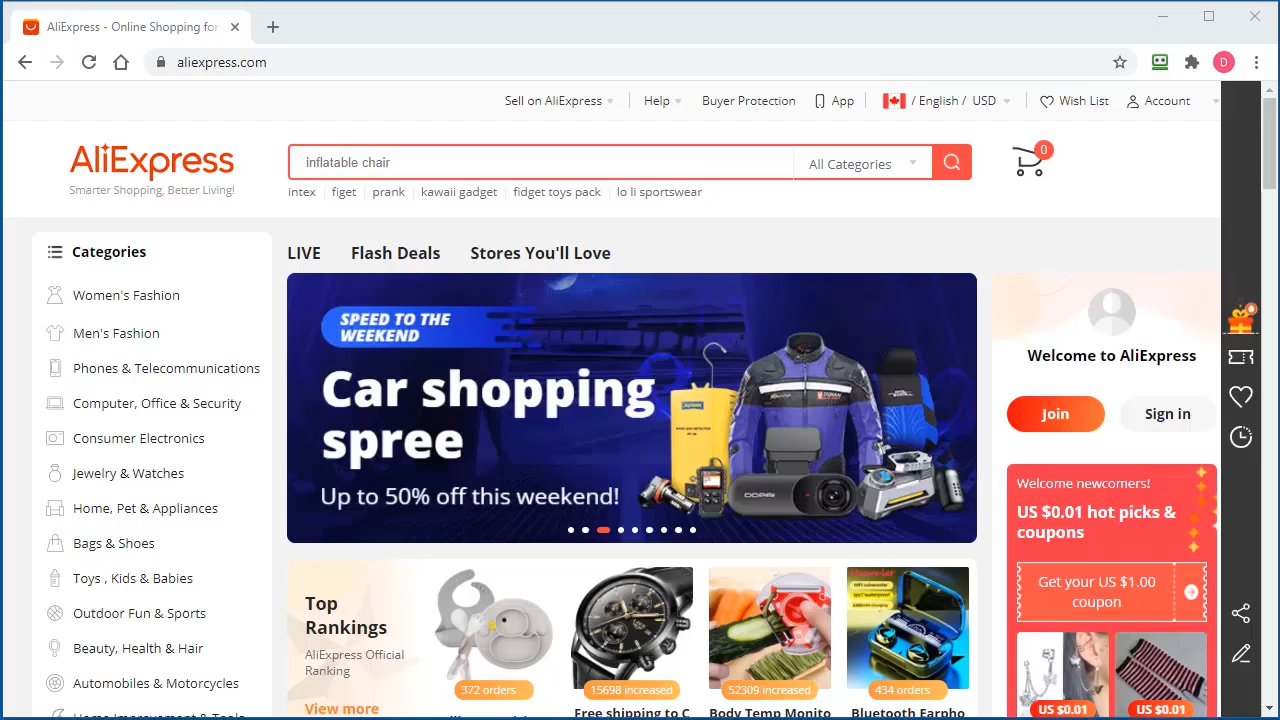 AliExpress - Online Shopping for
aliexpress.com
D
Sell on AliExpress
Help
Buyer Protection
App
/ English / USD
Wish List
Account
AliExpress
Smarter Shopping, Better Living!
inflatable chair
All Categories
0
intex
figet
prank
kawaii gadget
fidget toys pack
lo li sportswear
Categories
Women's Fashion
Men's Fashion
Phones & Telecommunications
Computer, Office & Security
Consumer Electronics
Jewelry & Watches
Home, Pet & Appliances
Bags & Shoes
Toys , Kids & Babies
Outdoor Fun & Sports
Beauty, Health & Hair
Automobiles & Motorcycles
Home Improvement & Tools
LIVE
Flash Deals
Stores You'll Love
SPEED TO THE
WEEKEND
Car shopping
spree
Up to 50% off this weekend!
DDPAI
Welcome to AliExpress
Join
Sign in
Welcome newcomers!
US $0.01 hot picks &
coupons
Get your US $1.00
coupon
US $0.01
US $0.01
Top
Rankings
AliExpress Official
Ranking
View more
372 orders
15698 increased
Free shipping to C
52309 increased
Body Temp Monito
434 orders
Bluetooth Earpho